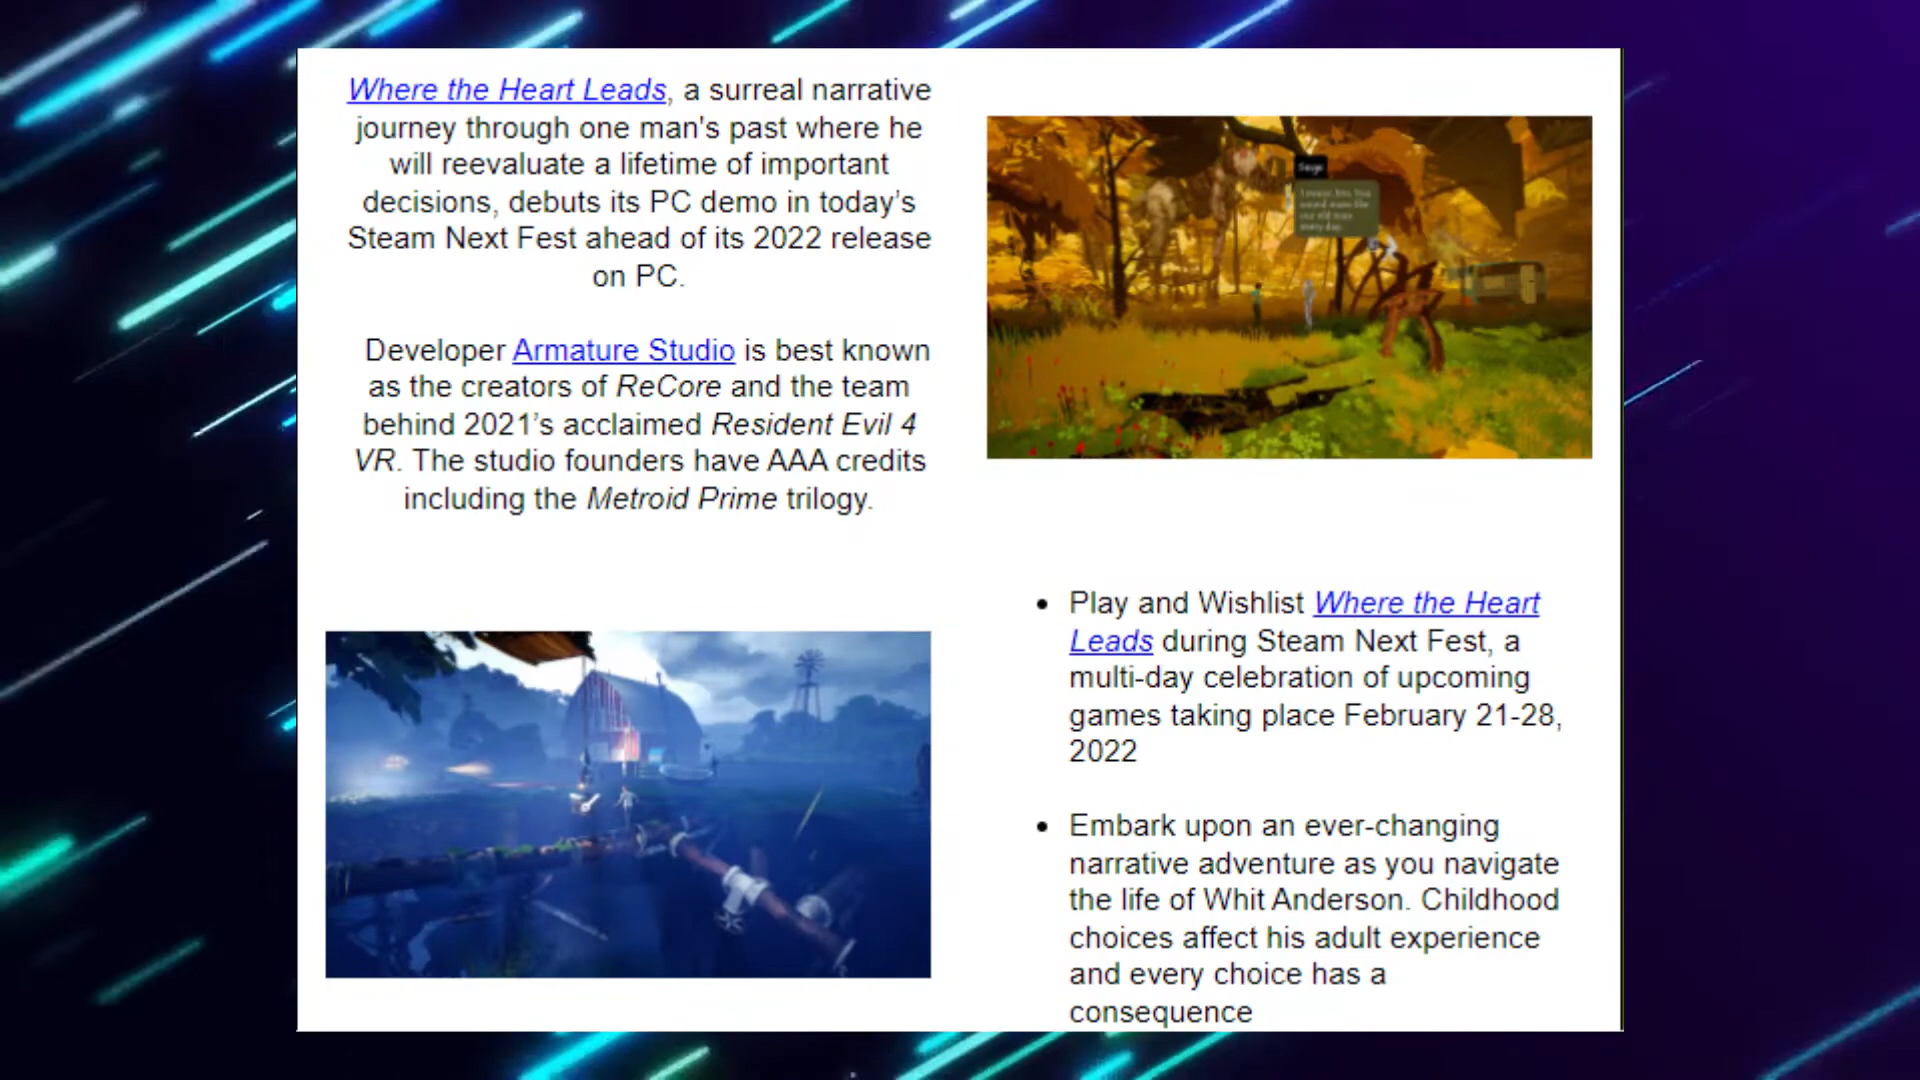 Where the Heart Leads, a surreal narrative
journey through one man's past where he
will reevaluate a lifetime of important
decisions, debuts its PC demo in today’s
Steam Next Fest ahead of its 2022 release
on PC.
Developer Armature Studio is best known
as the creators of ReCore and the team
behind 2021’s acclaimed Resident Evil 4
VR. The studio founders have AAA credits
including the Metroid Prime trilogy.
• Play and Wishlist Where the Heart
Leads during Steam Next Fest, a
multi-day celebration of upcoming
games taking place February 21-28,
2022
• Embark upon an ever-changing
narrative adventure as you navigate
the life of Whit Anderson. Childhood
choices affect his adult experience
and every choice has a
consequence